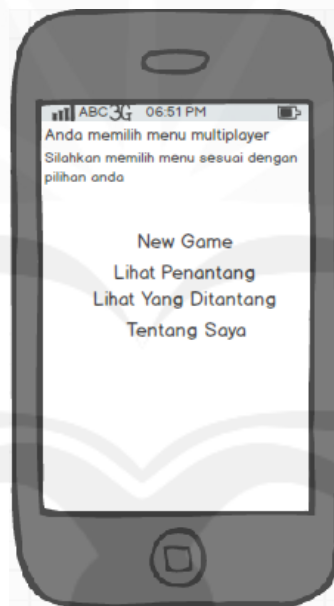 ABC 3G 06:51 PM
Anda memilih menu multiplayer
Silahkan memilih menu sesuai dengan
pilihan anda
New Game
Lihat Penantang
Lihat Yang Ditantang
Tentang Saya